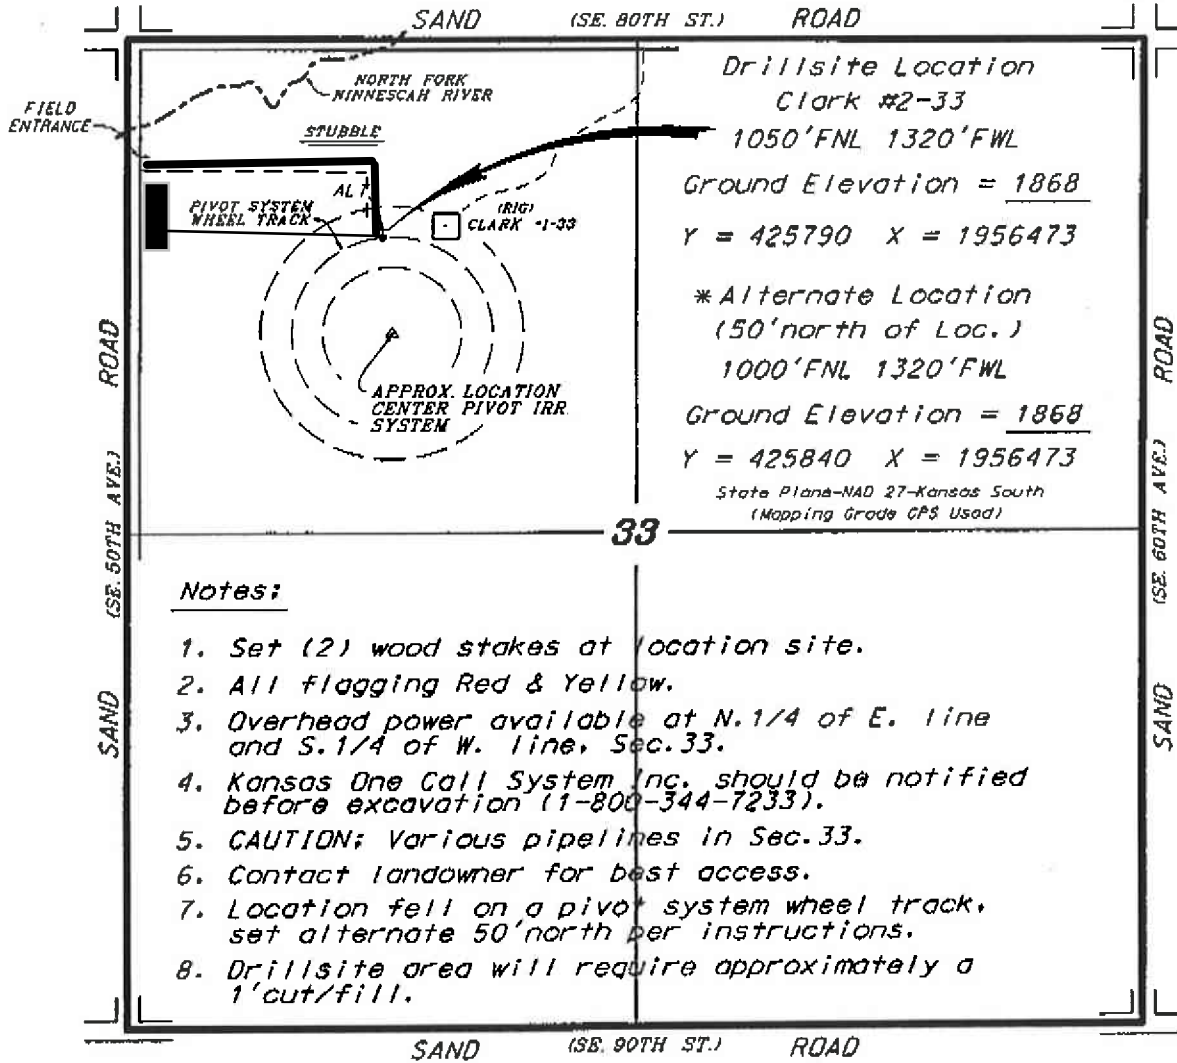 SAND (SE. 80TH ST.) ROAD
NORTH FORK
NINNESCAH RIVER
FIELD
ENTRANCE
STUBBLE
ALT
PIVOT SYSTEM
WHEEL TRACK
(RIG)
CLARK #1-33
APPROX. LOCATION
CENTER PIVOT IRR.
SYSTEM
Drillsite Location
Clark #2-33
1050'FNL 1320'FWL
Ground Elevation = 1868
Y = 425790 X = 1956473
*Alternate Location
(50'north of Loc.)
1000'FNL 1320'FWL
Ground Elevation = 1868
Y = 425840 X = 1956473
State Plane-NAD 27-Kansas South
(Mapping Grade GPS Used)
33
SAND (SE. 50TH AVE.) ROAD
SAND (SE. 60TH AVE.) ROAD
Notes:
1. Set (2) wood stakes at location site.
2. All flagging Red & Yellow.
3. Overhead power available at N.1/4 of E. line
and S.1/4 of W. line, Sec.33.
4. Kansas One Call System Inc. should be notified
before excavation (1-800-344-7233).
5. CAUTION: Various pipelines in Sec.33.
6. Contact landowner for best access.
7. Location fell on a pivot system wheel track,
set alternate 50'north per instructions.
8. Drillsite area will require approximately a
1'cut/fill.
SAND (SE. 90TH ST.) ROAD